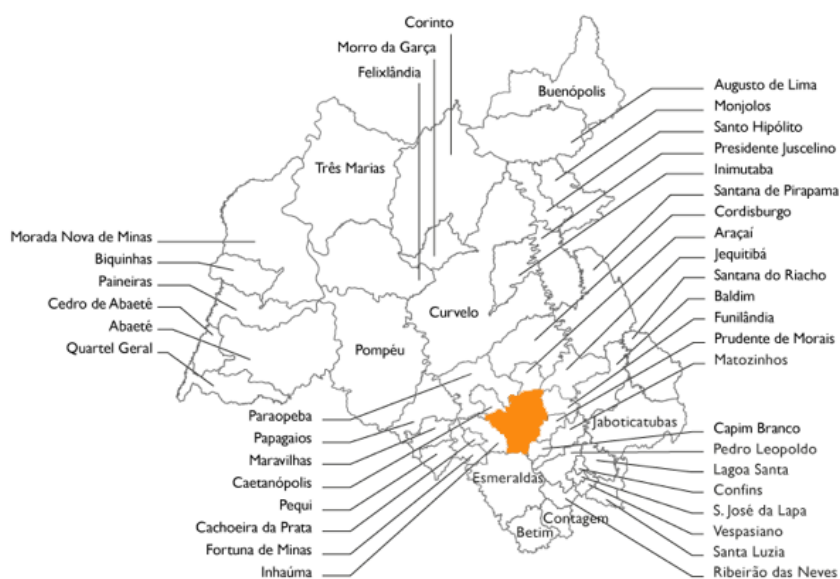 Corinto
Morro da Garça
Felixlândia
Buenópolis
Três Marias
Augusto de Lima
Monjolos
Santo Hipólito
Presidente Juscelino
Inimutaba
Santana de Pirapama
Cordisburgo
Araçaí
Jequitibá
Santana do Riacho
Baldim
Funilândia
Prudente de Morais
Matozinhos
Morada Nova de Minas
Biquinhas
Paineiras
Cedro de Abaeté
Abaeté
Quartel Geral
Curvelo
Pompéu
Paraopeba
Papagaios
Maravilhas
Caetanópolis
Pequi
Cachoeira da Prata
Fortuna de Minas
Inhaúma
Jaboticatubas
Esmeraldas
Contagem
Betim
Capim Branco
Pedro Leopoldo
Lagoa Santa
Confins
S. José da Lapa
Vespasiano
Santa Luzia
Ribeirão das Neves